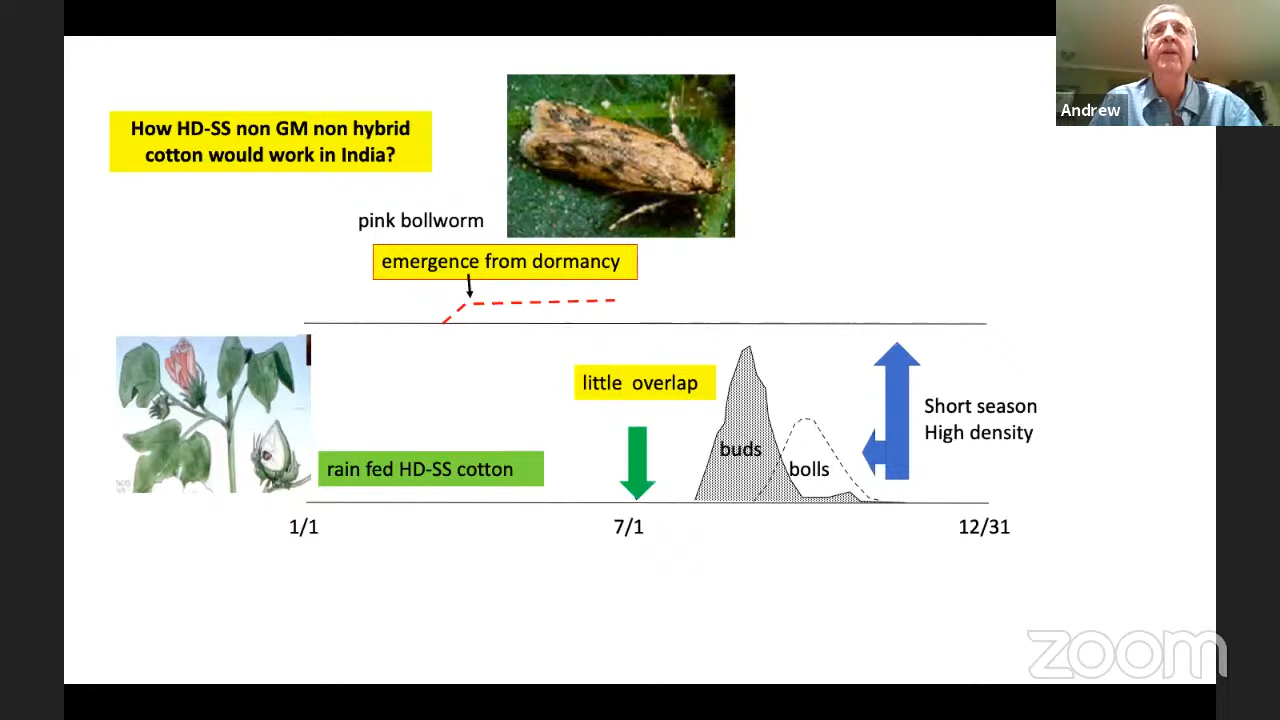 Andrew
How HD-SS non GM non hybrid
cotton would work in India?
pink bollworm
emergence from dormancy
little overlap
Short season
High density
buds
bolls
rain fed HD-SS cotton
1/1
7/1
12/31
zoom